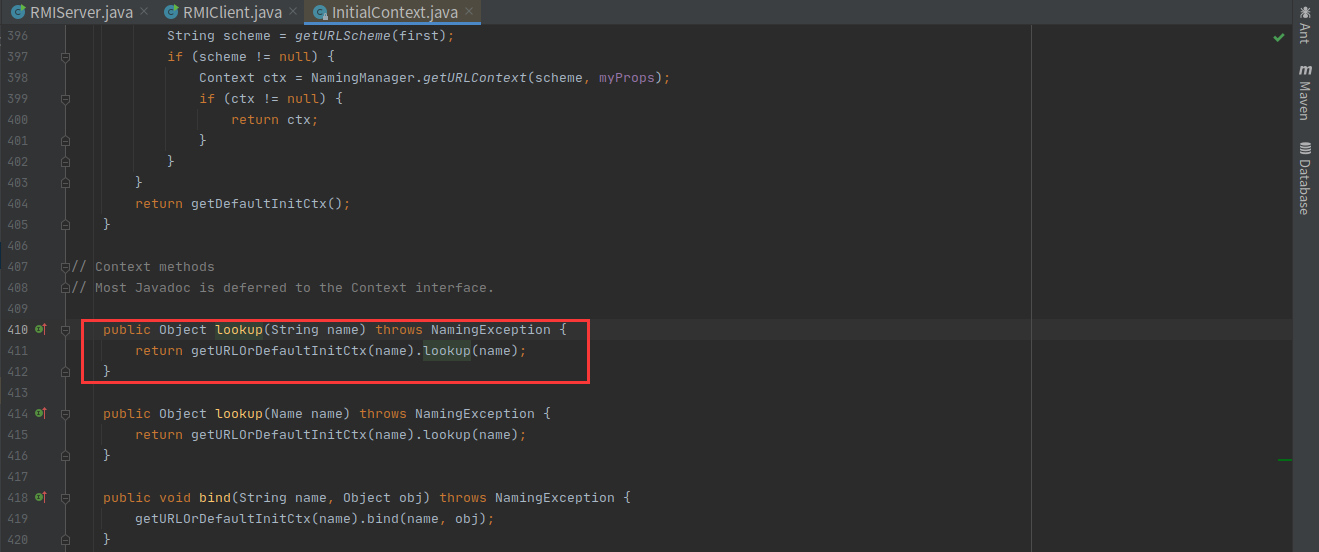 RMIServer.java
RMIClient.java
InitialContext.java
396 String scheme = getURLScheme(first);
397 if (scheme != null) {
398 Context ctx = NamingManager.getURLContext(scheme, myProps);
399 if (ctx != null) {
400 return ctx;
401 }
402 }
403 }
404 return getDefaultInitCtx();
405 }
406
407 // Context methods
408 // Most Javadoc is deferred to the Context interface.
409
410 public Object lookup(String name) throws NamingException {
411 return getURLOrDefaultInitCtx(name).lookup(name);
412 }
413
414 public Object lookup(Name name) throws NamingException {
415 return getURLOrDefaultInitCtx(name).lookup(name);
416 }
417
418 public void bind(String name, Object obj) throws NamingException {
419 getURLOrDefaultInitCtx(name).bind(name, obj);
420 }
Ant
m Maven
Database